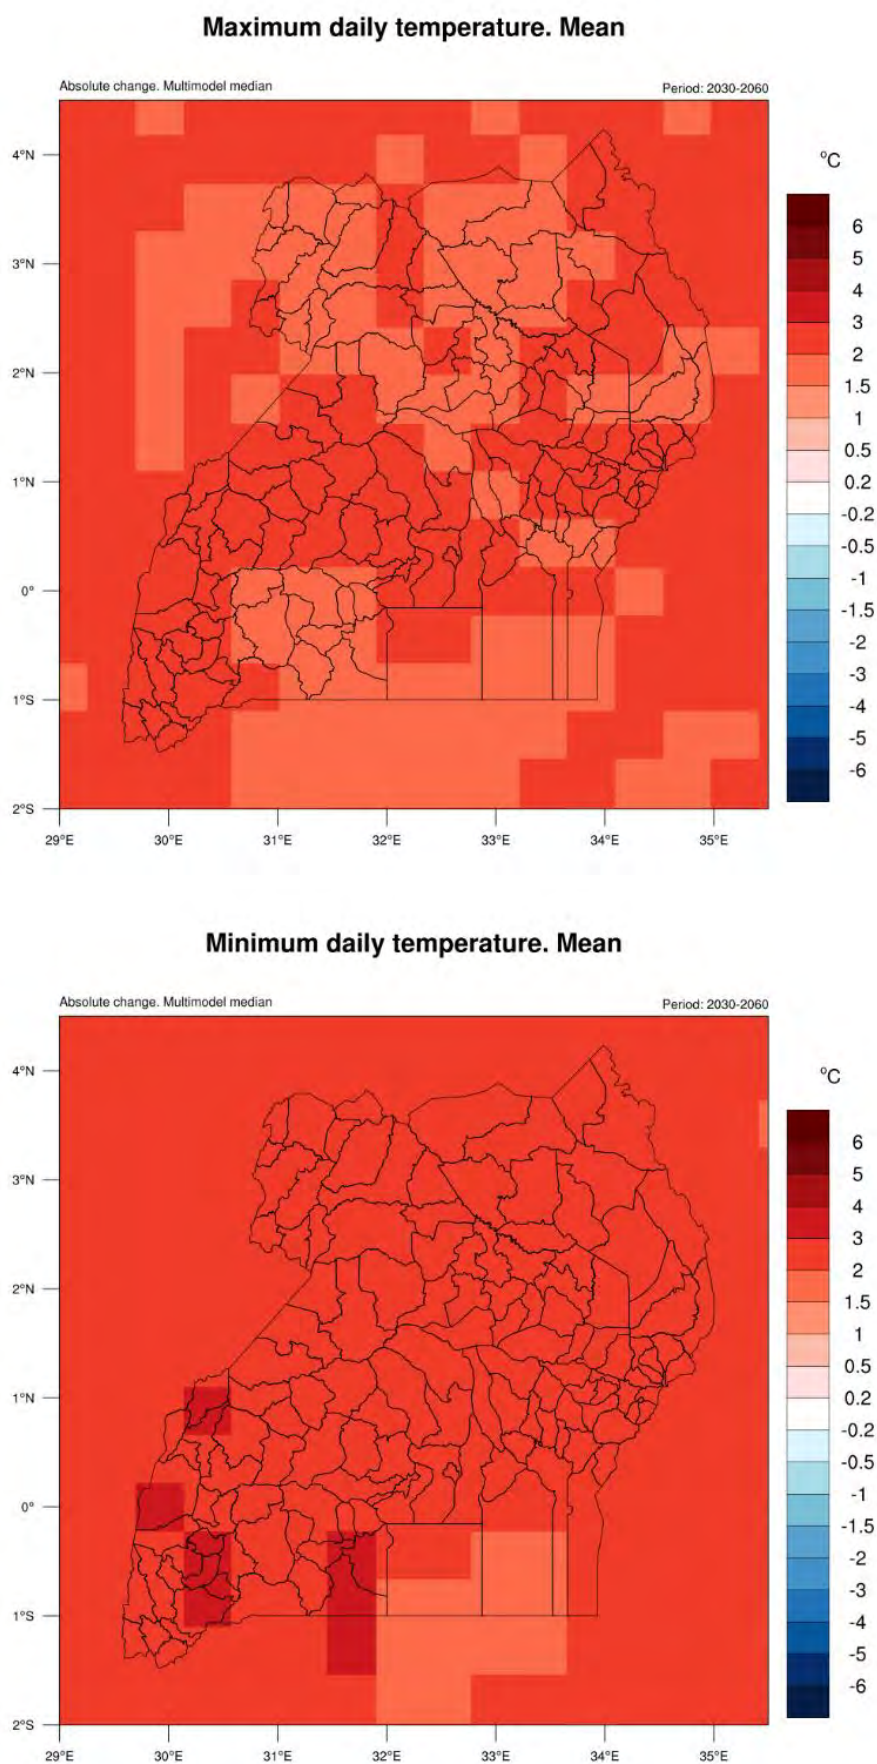 Maximum daily temperature. Mean
Absolute change. Multimodel median
Period: 2030-2060
°C
4°N
3°N
2°N
1°N
0°
1°S
2°S
29°E
30°E
31°E
32°E
33°E
34°E
35°E
6
5
4
3
2
1.5
1
0.5
0.2
-0.2
-0.5
-1
-1.5
-2
-3
-4
-5
-6
Minimum daily temperature. Mean
Absolute change. Multimodel median
Period: 2030-2060
°C
4°N
3°N
2°N
1°N
0°
1°S
2°S
29°E
30°E
31°E
32°E
33°E
34°E
35°E
6
5
4
3
2
1.5
1
0.5
0.2
-0.2
-0.5
-1
-1.5
-2
-3
-4
-5
-6